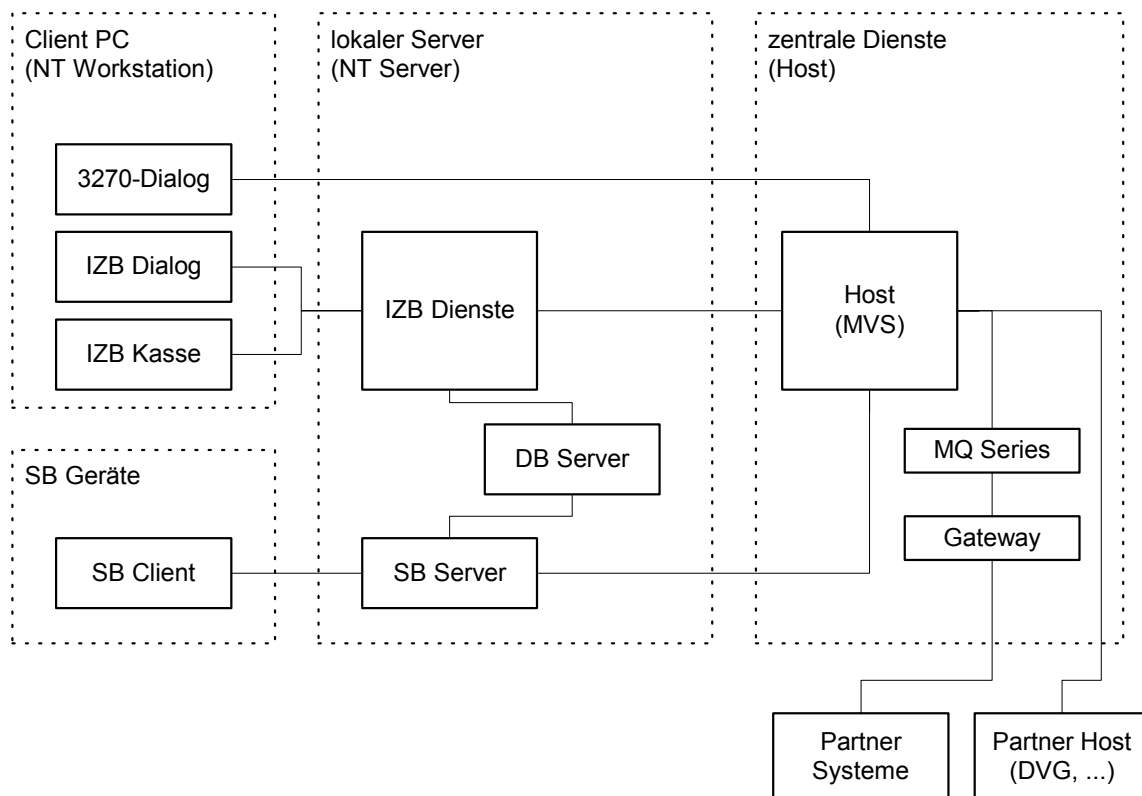 Client PC
(NT Workstation)
lokaler Server
(NT Server)
zentrale Dienste
(Host)
3270-Dialog
IZB Dialog
IZB Kasse
IZB Dienste
Host
(MVS)
DB Server
MQ Series
Gateway
SB Geräte
SB Client
SB Server
Partner
Systeme
Partner Host
(DVG, ...)